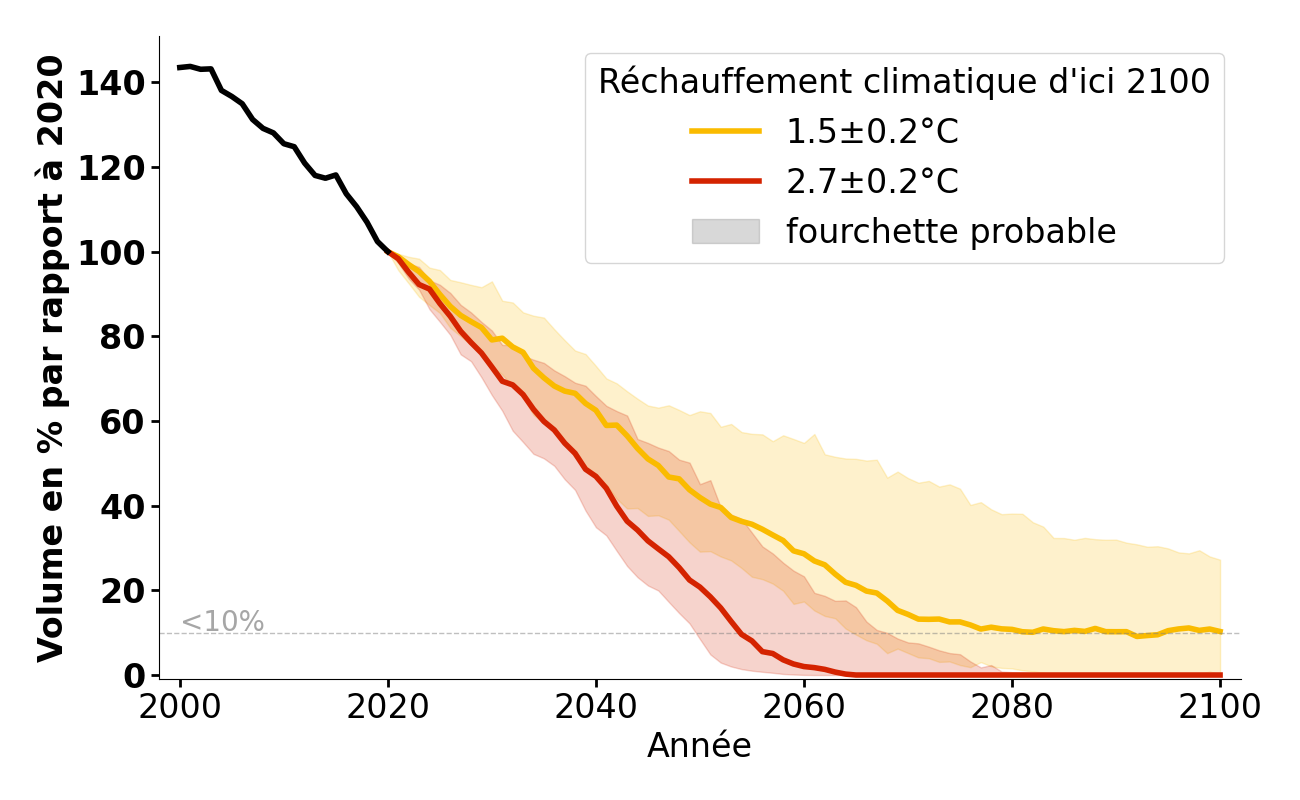 Volume en % par rapport à 2020
140
120
100
80
60
40
20
0
<10%
Réchauffement climatique d'ici 2100
1.5±0.2°C
2.7±0.2°C
fourchette probable
2000 2020 2040 2060 2080 2100
Année